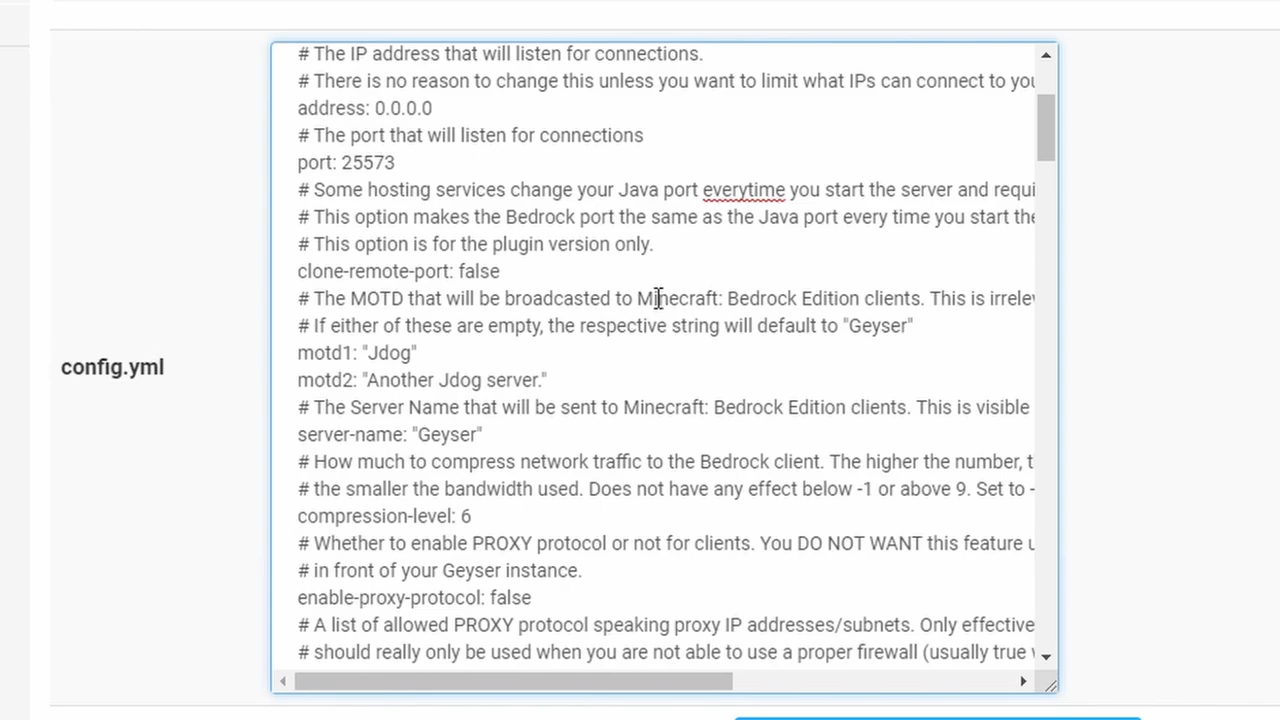 # The IP address that will listen for connections.
# There is no reason to change this unless you want to limit what IPs can connect to you
address: 0.0.0.0
# The port that will listen for connections
port: 25573
# Some hosting services change your Java port everytime you start the server and requi
# This option makes the Bedrock port the same as the Java port every time you start the
# This option is for the plugin version only.
clone-remote-port: false
# The MOTD that will be broadcasted to Minecraft: Bedrock Edition clients. This is irrelev
# If either of these are empty, the respective string will default to "Geyser"
motd1: "Jdog"
config.yml
motd2: "Another Jdog server."
# The Server Name that will be sent to Minecraft: Bedrock Edition clients. This is visible
server-name: "Geyser"
# How much to compress network traffic to the Bedrock client. The higher the number, t
# the smaller the bandwidth used. Does not have any effect below -1 or above 9. Set to -
compression-level: 6
# Whether to enable PROXY protocol or not for clients. You DO NOT WANT this feature u
# in front of your Geyser instance.
enable-proxy-protocol: false
# A list of allowed PROXY protocol speaking proxy IP addresses/subnets. Only effective
# should really only be used when you are not able to use a proper firewall (usually true